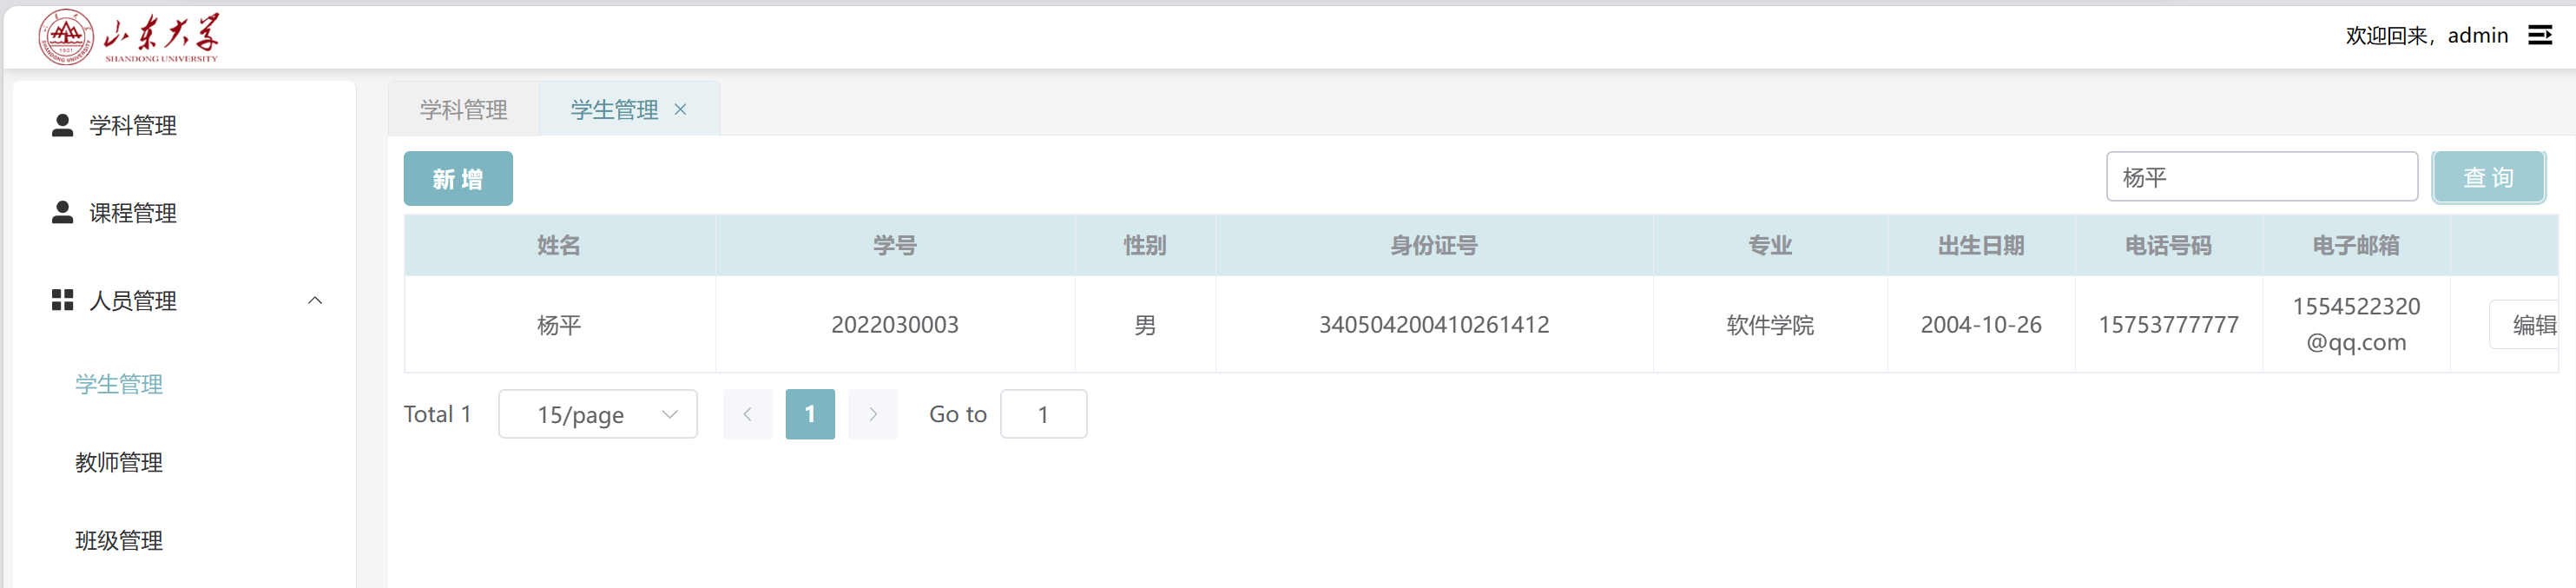 山东大学
SHANDONG UNIVERSITY
欢迎回来，admin
学科管理
课程管理
人员管理
学生管理
教师管理
班级管理
学科管理 学生管理 ×
新 增
杨平 查 询
姓名 学号 性别 身份证号 专业 出生日期 电话号码 电子邮箱
杨平 2022030003 男 340504200410261412 软件学院 2004-10-26 15753777777 1554522320 编辑
@qq.com
Total 1 15/page 1 Go to 1